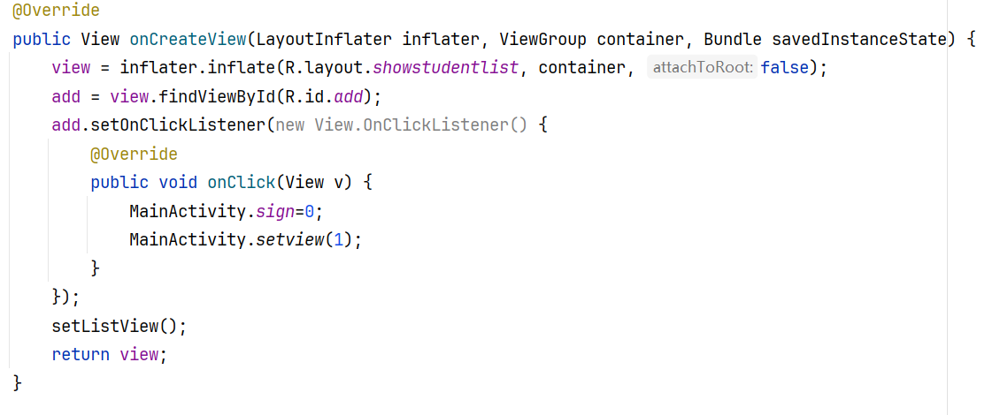 @Override
public View onCreateView(LayoutInflater inflater, ViewGroup container, Bundle savedInstanceState) {
    view = inflater.inflate(R.layout.showstudentlist, container, attachToRoot: false);
    add = view.findViewById(R.id.add);
    add.setOnClickListener(new View.OnClickListener() {
        @Override
        public void onClick(View v) {
            MainActivity.sign=0;
            MainActivity.setview(1);
        }
    });
    setListView();
    return view;
}